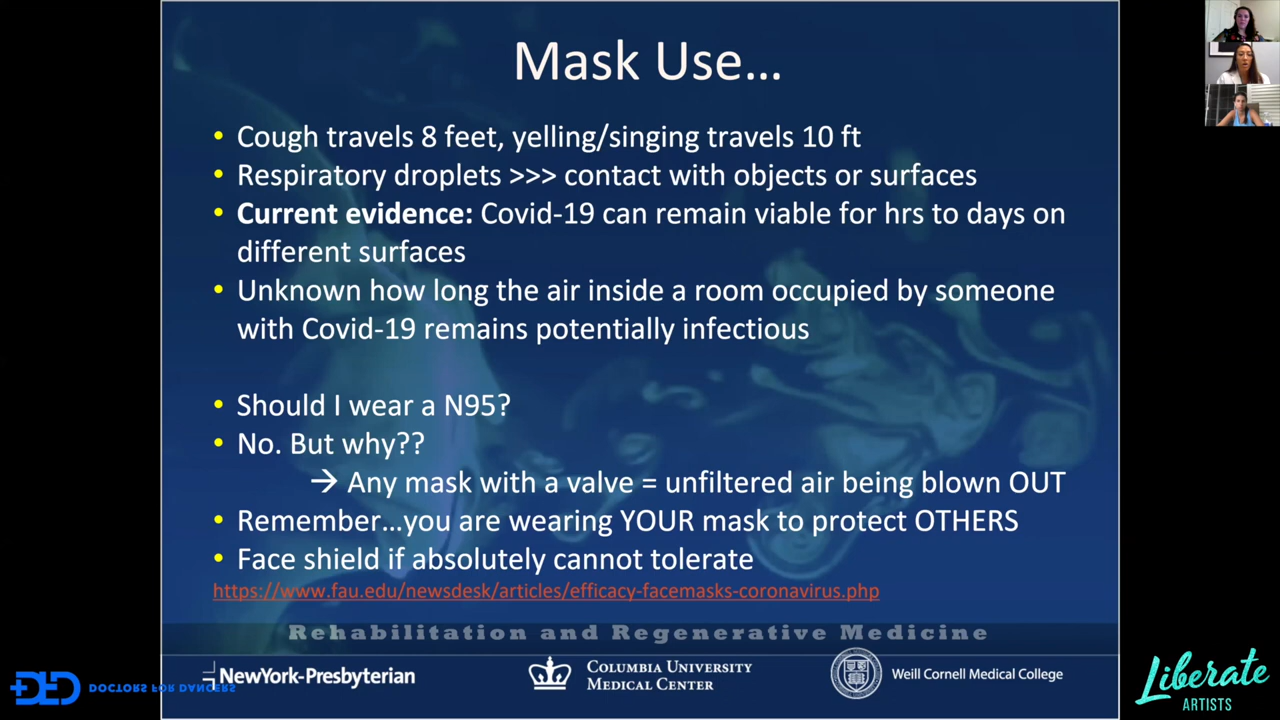 Mask Use...
• Cough travels 8 feet, yelling/singing travels 10 ft
• Respiratory droplets >>> contact with objects or surfaces
• Current evidence: Covid-19 can remain viable for hrs to days on
different surfaces
• Unknown how long the air inside a room occupied by someone
with Covid-19 remains potentially infectious
• Should I wear a N95?
• No. But why??
→ Any mask with a valve = unfiltered air being blown OUT
• Remember...you are wearing YOUR mask to protect OTHERS
• Face shield if absolutely cannot tolerate
https://www.fau.edu/newsdesk/articles/efficacy-facemasks-coronavirus.php
Rehabilitation and Regenerative Medicine
NewYork-Presbyterian
COLUMBIA UNIVERSITY
MEDICAL CENTER
Weill Cornell Medical College
DFD
DOCTORS FOR DANCERS
Liberate
ARTISTS